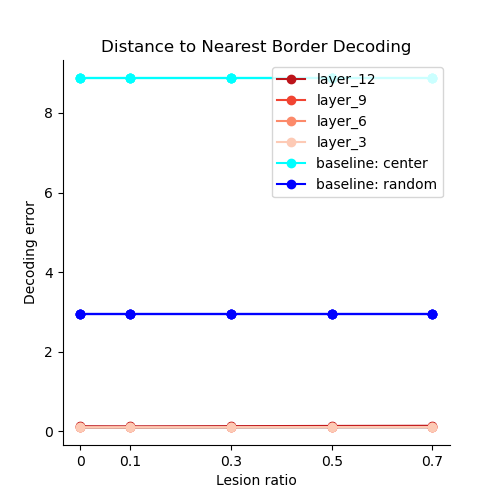 Distance to Nearest Border Decoding
layer_12
layer_9
layer_6
layer_3
baseline: center
baseline: random
Decoding error
8
6
4
2
0
0 0.1 0.3 0.5 0.7
Lesion ratio